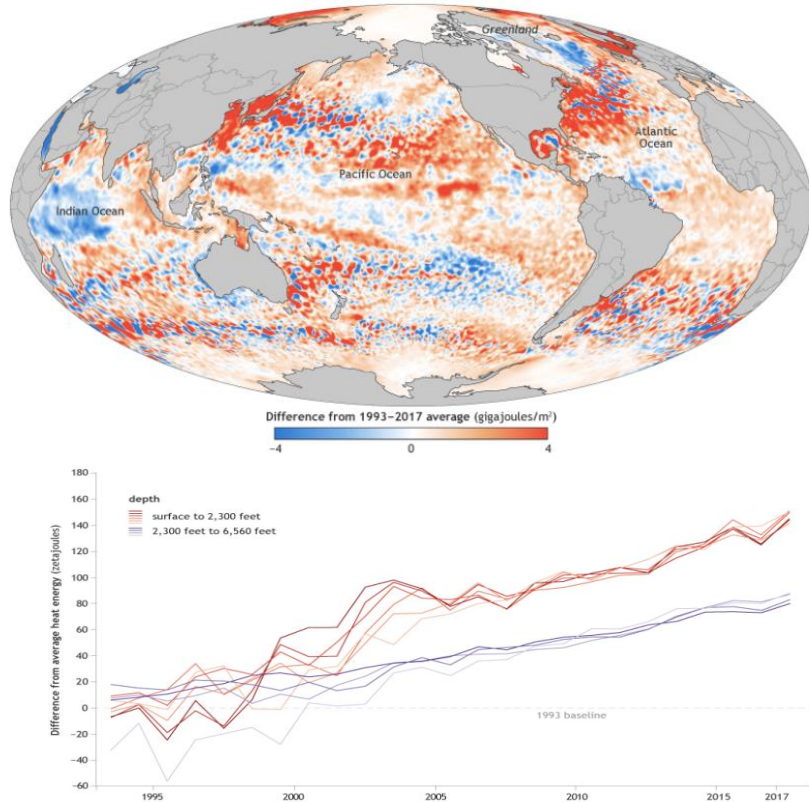 Greenland
Atlantic
Ocean
Pacific Ocean
Indian Ocean
Difference from 1993–2017 average (gigajoules/m²)
−4
0
4
180
160
140
120
100
80
60
40
20
0
−20
−40
−60
Difference from average heat energy (zetajoules)
depth
surface to 2,300 feet
2,300 feet to 6,560 feet
1993 baseline
1995
2000
2005
2010
2015
2017